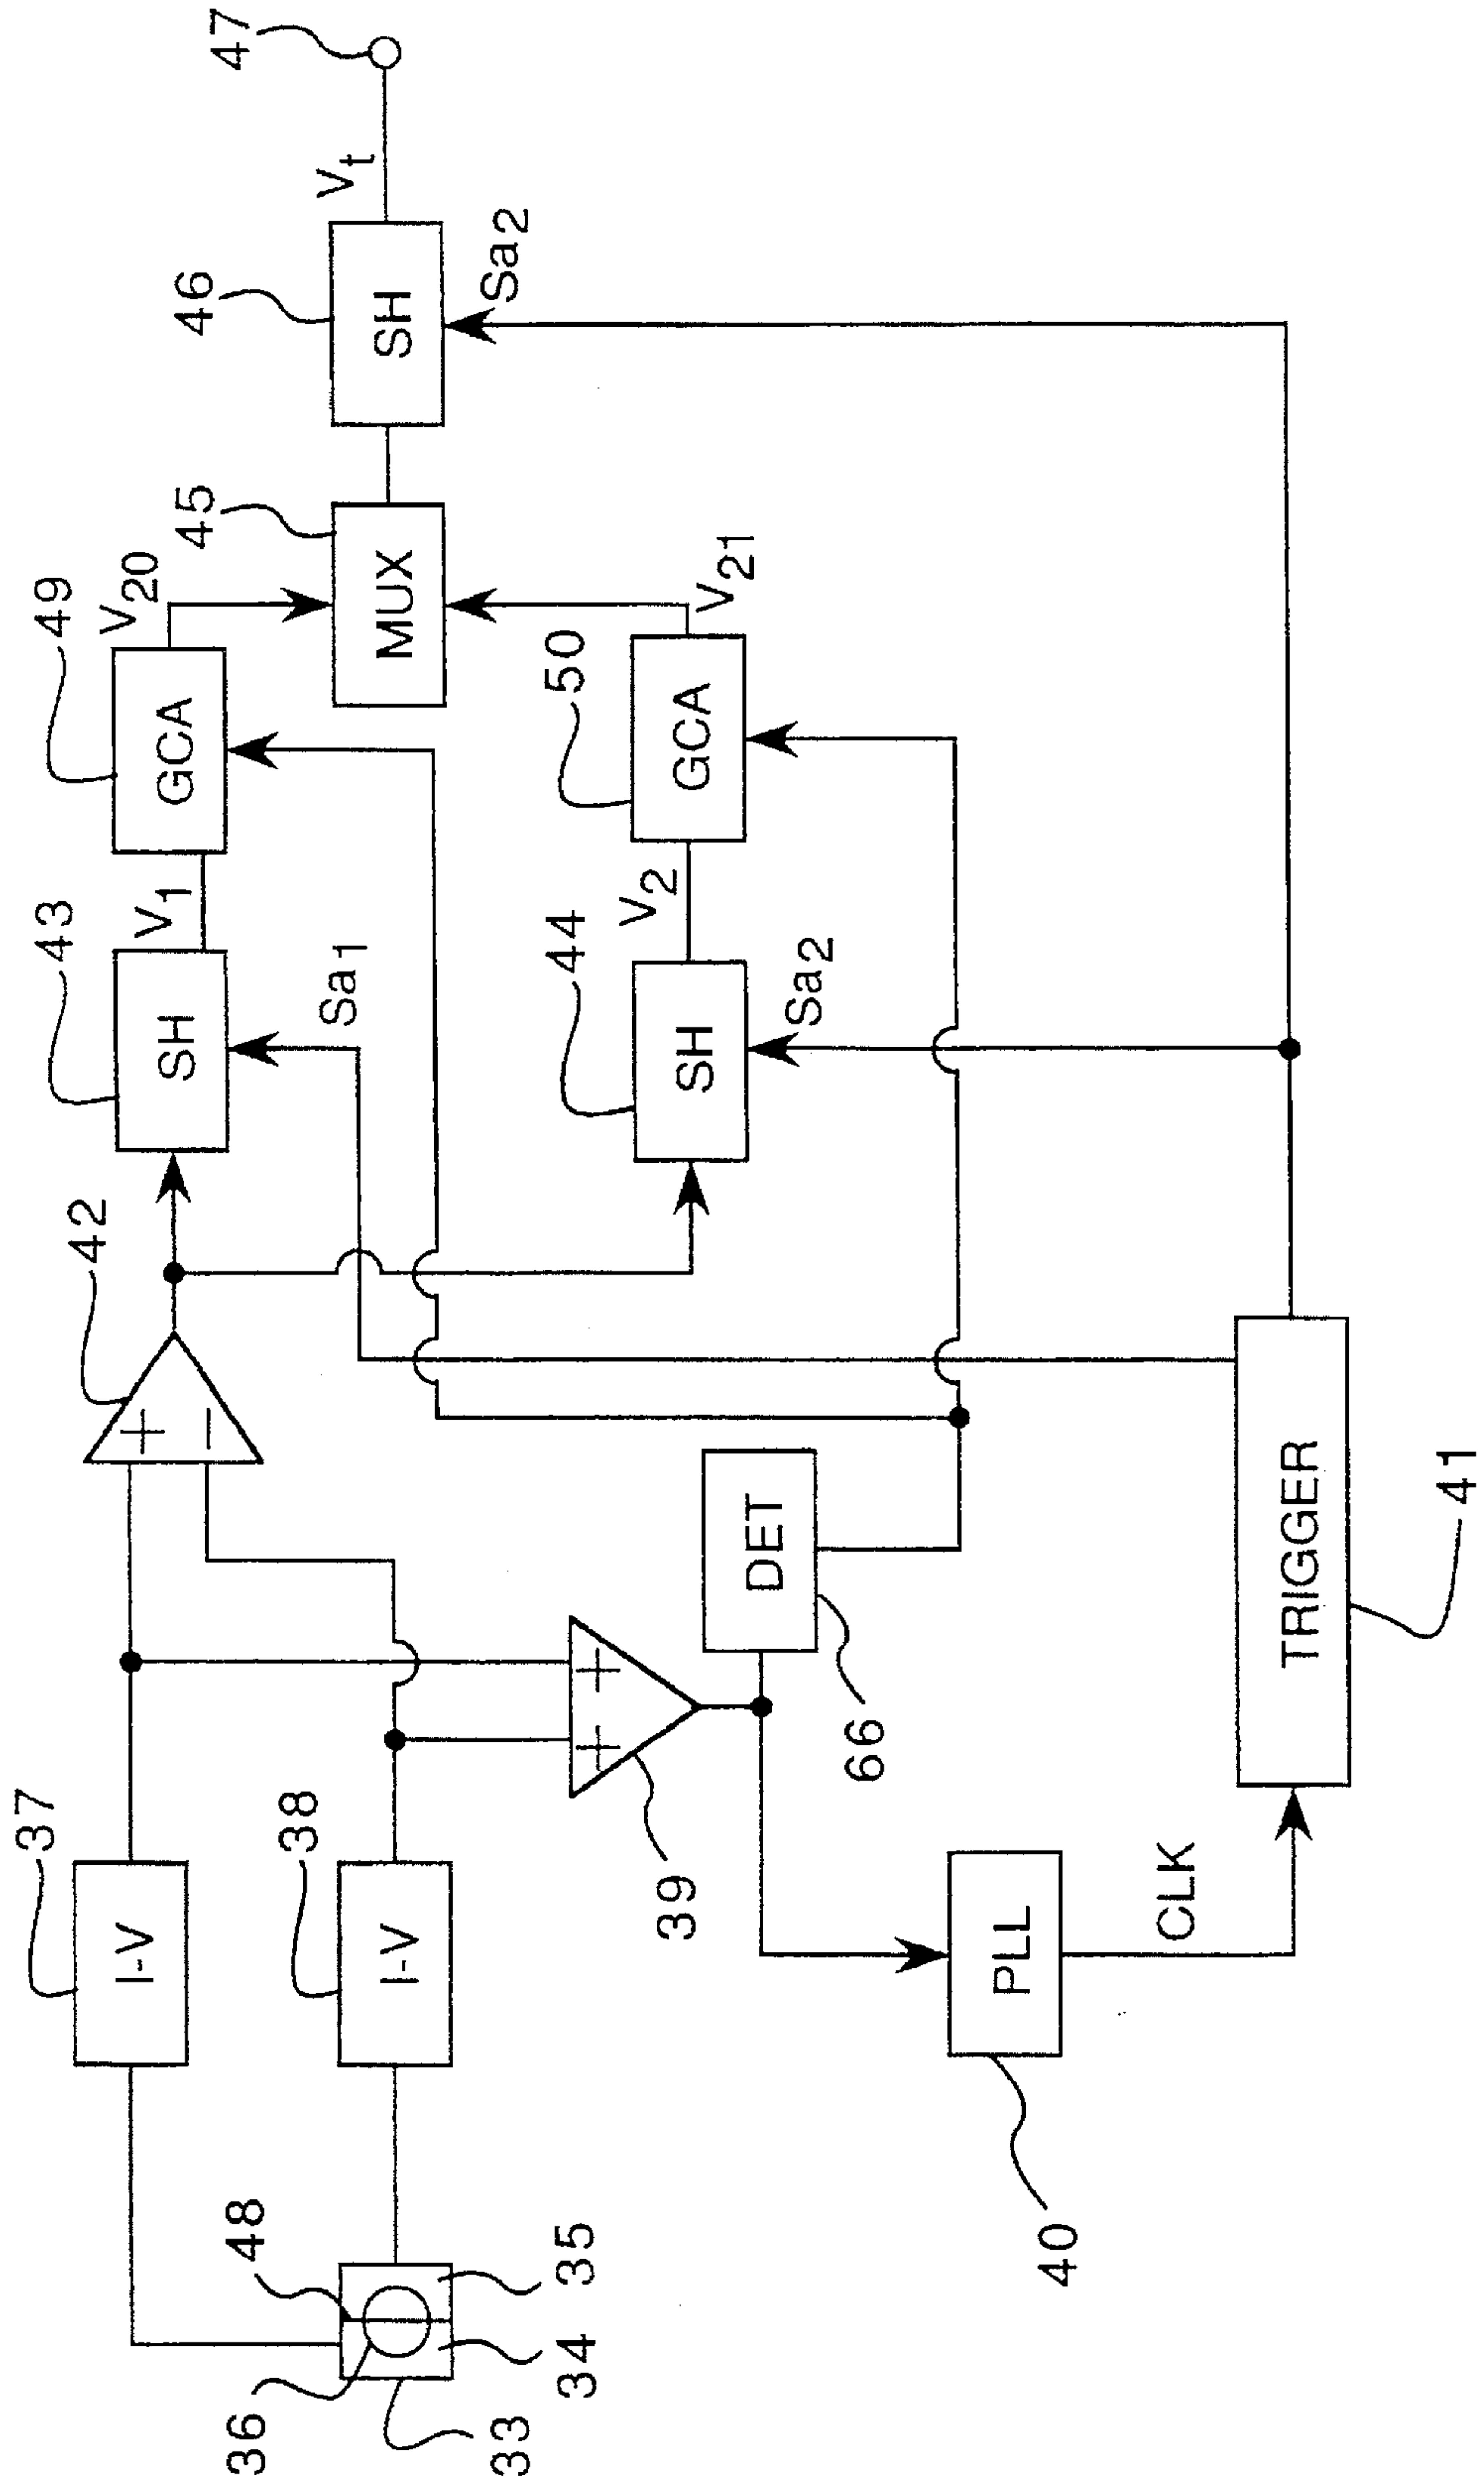 47
Vt
46
SH
Sa2
45
MUX
V20
49
GCA
V21
50
GCA
V1
43
SH
Sa1
V2
44
SH
Sa2
42
+
−
DET
66
TRIGGER
41
37
I-V
38
I-V
+
+
39
PLL
CLK
40
48
35
34
36
33